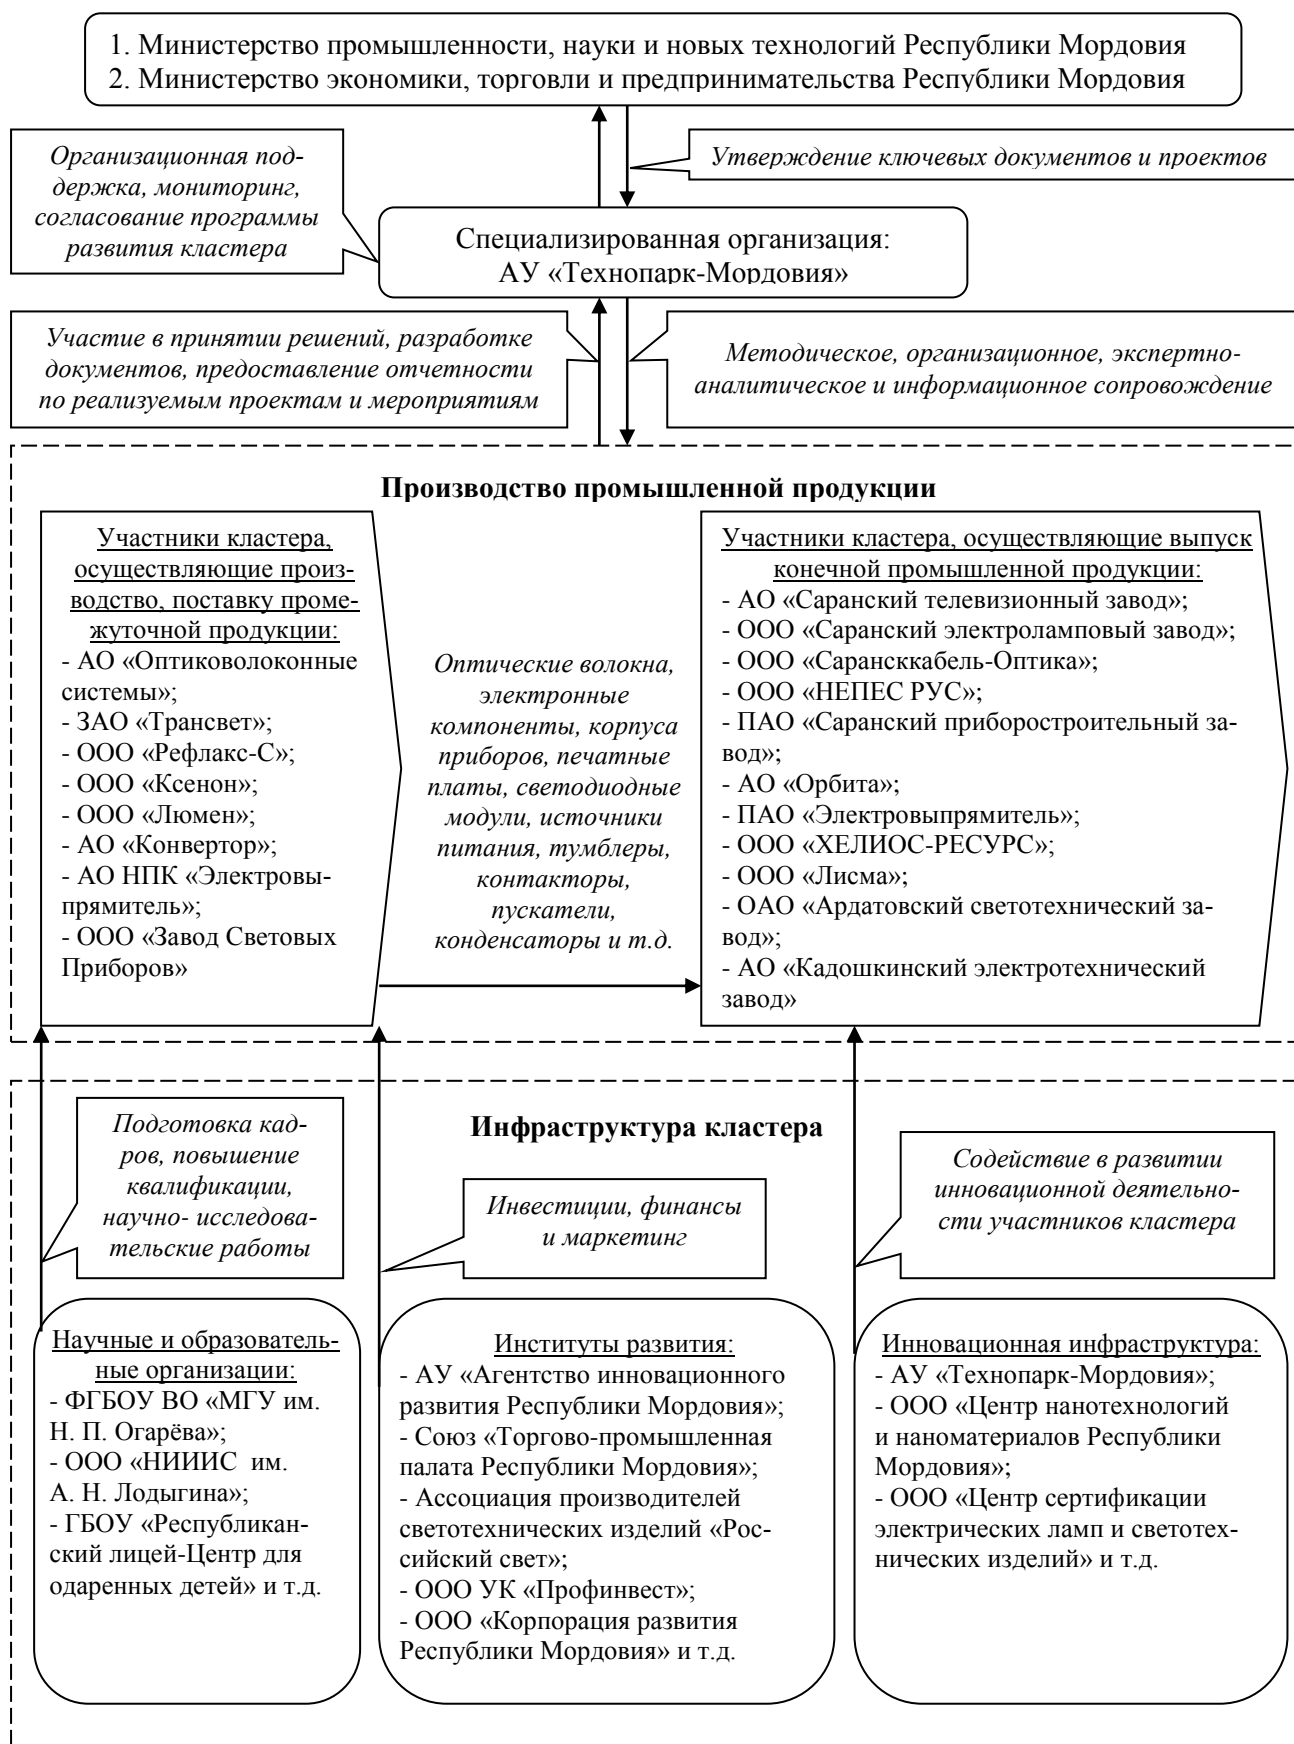 1. Министерство промышленности, науки и новых технологий Республики Мордовия
2. Министерство экономики, торговли и предпринимательства Республики Мордовия
Организационная под-
держка, мониторинг,
согласование программы
развития кластера
Утверждение ключевых документов и проектов
Специализированная организация:
АУ «Технопарк-Мордовия»
Участие в принятии решений, разработке
документов, предоставление отчетности
по реализуемым проектам и мероприятиям
Методическое, организационное, экспертно-
аналитическое и информационное сопровождение
Производство промышленной продукции
Участники кластера,
осуществляющие произ-
водство, поставку проме-
жуточной продукции:
- АО «Оптиковолоконные
системы»;
- ЗАО «Трансвет»;
- ООО «Рефлакс-С»;
- ООО «Ксенон»;
- ООО «Люмен»;
- АО «Конвертор»;
- АО НПК «Электровы-
прямитель»;
- ООО «Завод Световых
Приборов»
Оптические волокна,
электронные
компоненты, корпуса
приборов, печатные
платы, светодиодные
модули, источники
питания, тумблеры,
контакторы,
пускатели,
конденсаторы и т.д.
Участники кластера, осуществляющие выпуск
конечной промышленной продукции:
- АО «Саранский телевизионный завод»;
- ООО «Саранский электроламповый завод»;
- ООО «Сарансккабель-Оптика»;
- ООО «НЕПЕС РУС»;
- ПАО «Саранский приборостроительный за-
вод»;
- АО «Орбита»;
- ПАО «Электровыпрямитель»;
- ООО «ХЕЛИОС-РЕСУРС»;
- ООО «Лисма»;
- ОАО «Ардатовский светотехнический за-
вод»;
- АО «Кадошкинский электротехнический
завод»
Инфраструктура кластера
Подготовка кад-
ров, повышение
квалификации,
научно- исследова-
тельские работы
Инвестиции, финансы
и маркетинг
Содействие в развитии
инновационной деятельно-
сти участников кластера
Научные и образователь-
ные организации:
- ФГБОУ ВО «МГУ им.
Н. П. Огарёва»;
- ООО «НИИИС им.
А. Н. Лодыгина»;
- ГБОУ «Республикан-
ский лицей-Центр для
одаренных детей» и т.д.
Институты развития:
- АУ «Агентство инновационного
развития Республики Мордовия»;
- Союз «Торгово-промышленная
палата Республики Мордовия»;
- Ассоциация производителей
светотехнических изделий «Рос-
сийский свет»;
- ООО УК «Профинвест»;
- ООО «Корпорация развития
Республики Мордовия» и т.д.
Инновационная инфраструктура:
- АУ «Технопарк-Мордовия»;
- ООО «Центр нанотехнологий
и наноматериалов Республики
Мордовия»;
- ООО «Центр сертификации
электрических ламп и светотех-
нических изделий» и т.д.